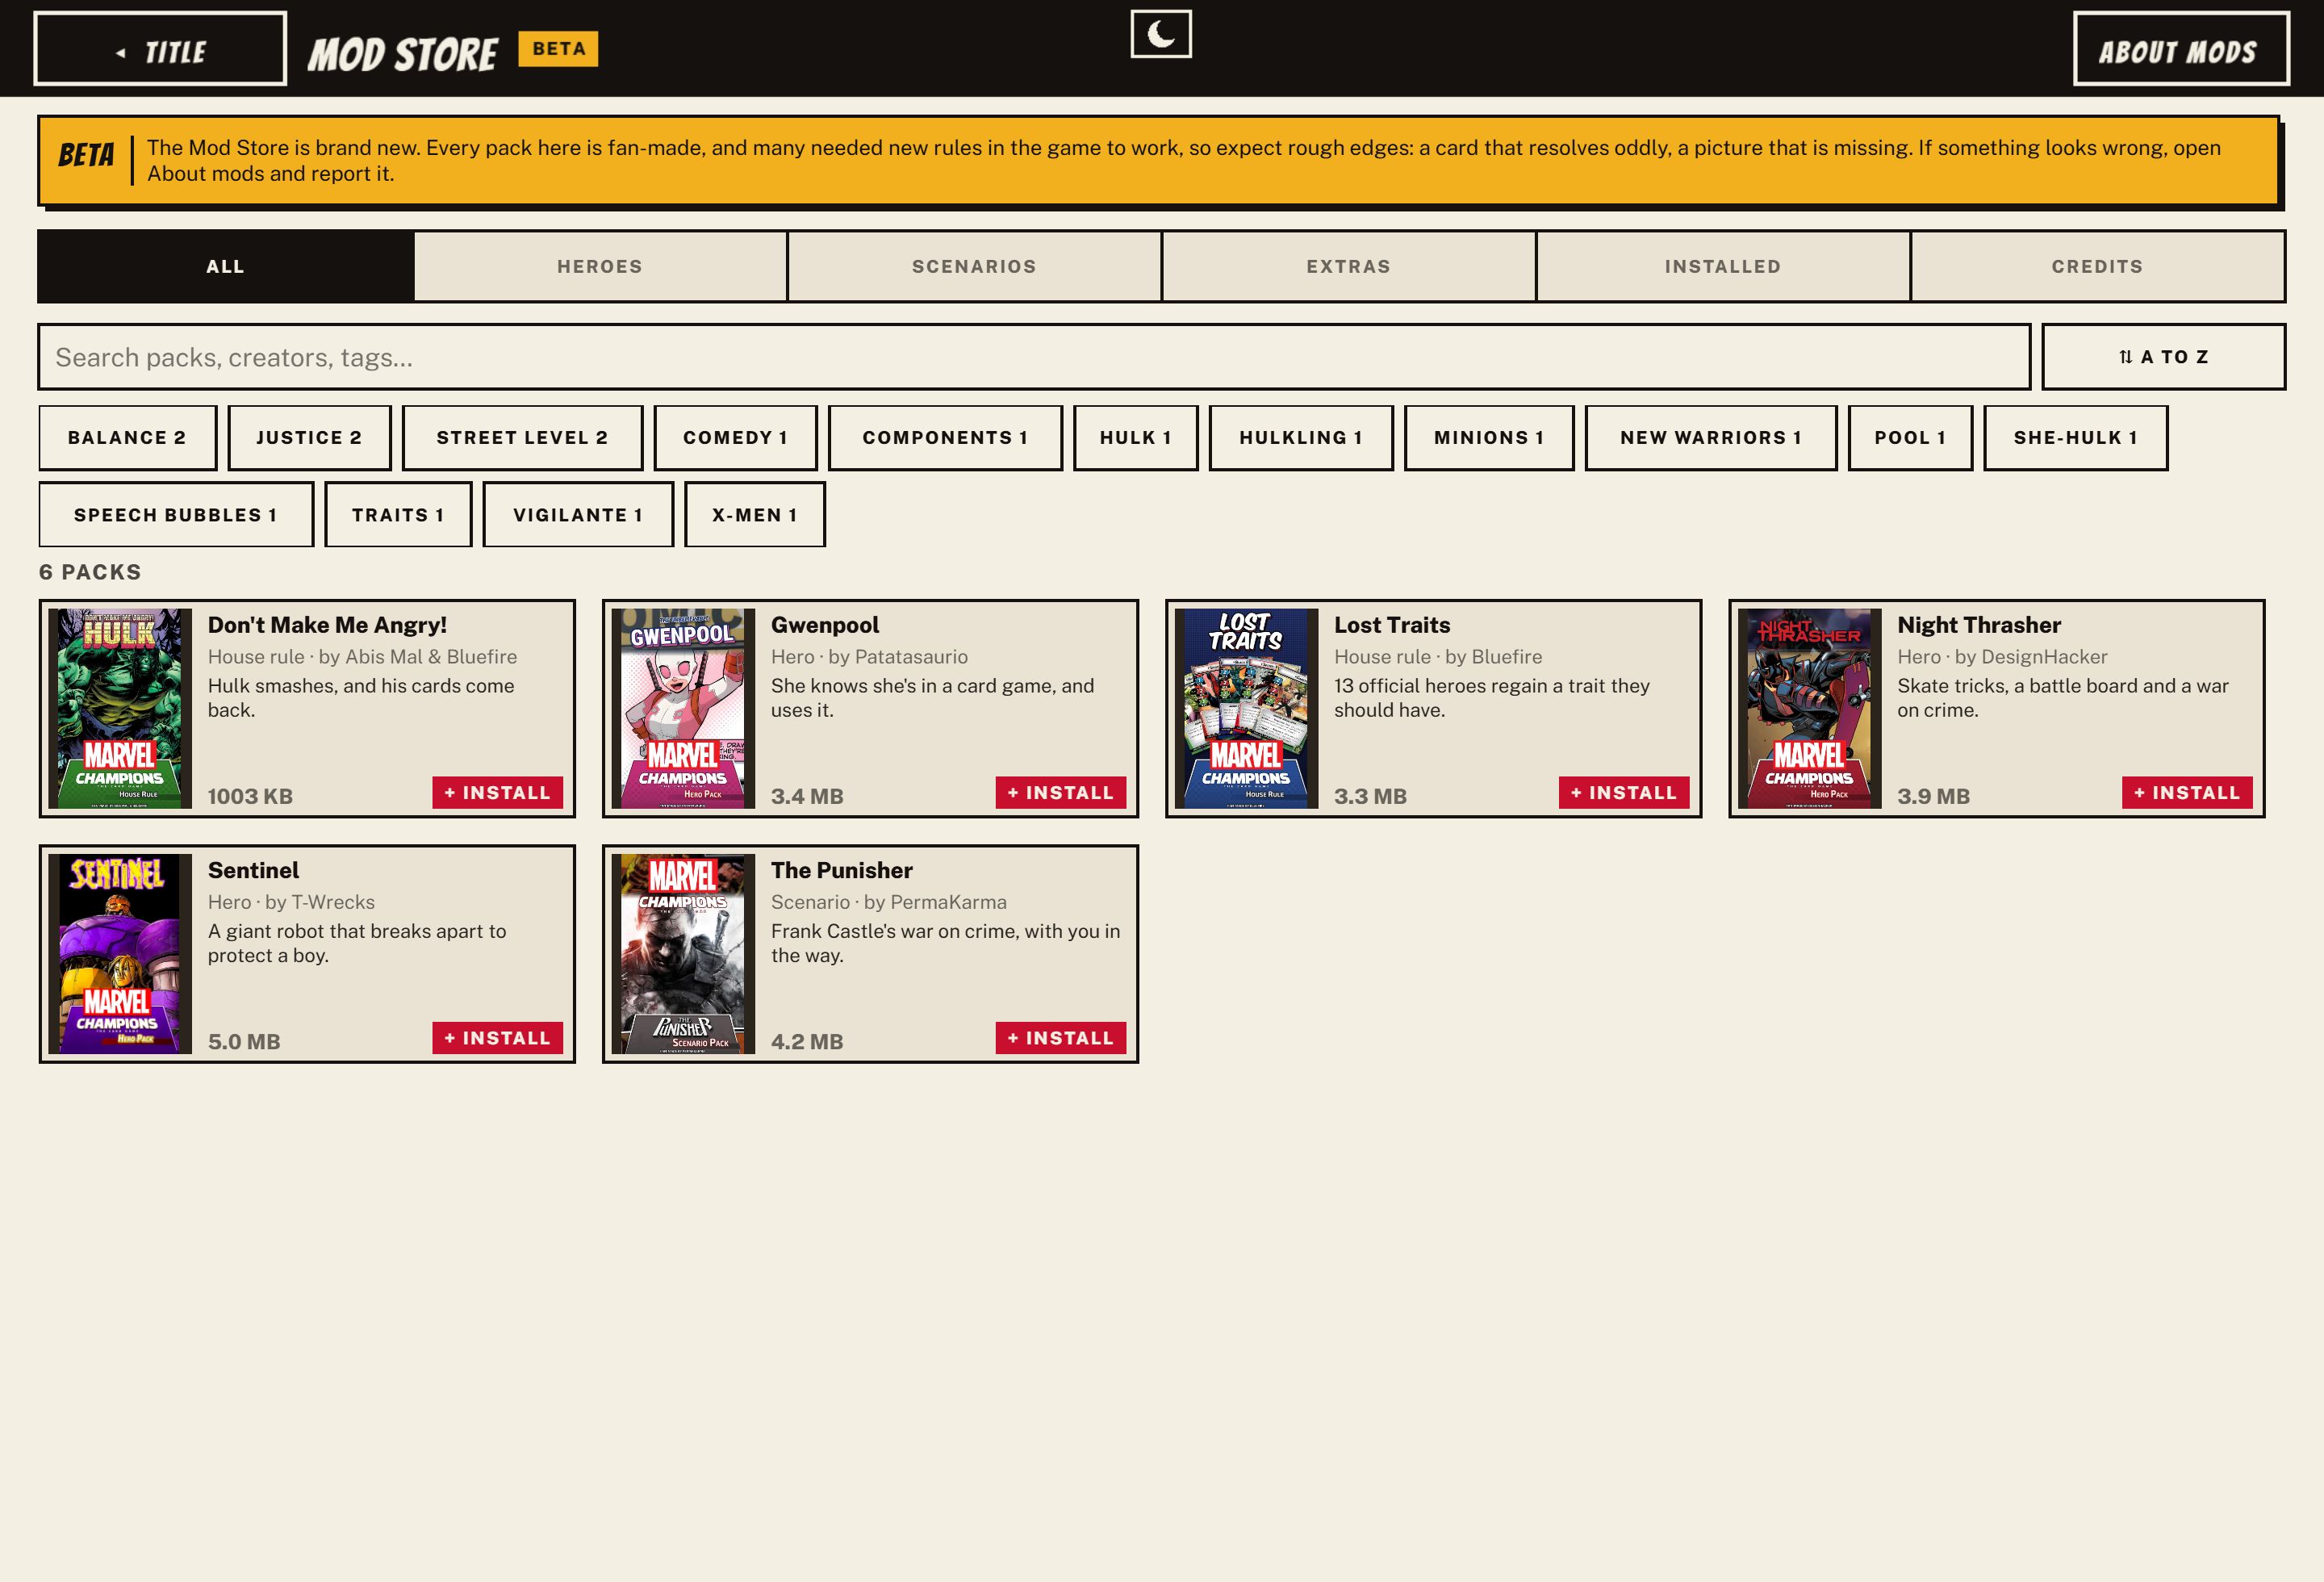 ◂ TITLE
MOD STORE
BETA
ABOUT MODS
BETA
The Mod Store is brand new. Every pack here is fan-made, and many needed new rules in the game to work, so expect rough edges: a card that resolves oddly, a picture that is missing. If something looks wrong, open
About mods and report it.
ALL
HEROES
SCENARIOS
EXTRAS
INSTALLED
CREDITS
Search packs, creators, tags...
⇅ A TO Z
BALANCE 2
JUSTICE 2
STREET LEVEL 2
COMEDY 1
COMPONENTS 1
HULK 1
HULKLING 1
MINIONS 1
NEW WARRIORS 1
POOL 1
SHE-HULK 1
SPEECH BUBBLES 1
TRAITS 1
VIGILANTE 1
X-MEN 1
6 PACKS
HULK
MARVEL
CHAMPIONS
HOUSE RULE
Don't Make Me Angry!
House rule · by Abis Mal & Bluefire
Hulk smashes, and his cards come
back.
1003 KB
+ INSTALL
GWENPOOL
MARVEL
CHAMPIONS
HERO PACK
Gwenpool
Hero · by Patatasaurio
She knows she's in a card game, and
uses it.
3.4 MB
+ INSTALL
LOST
TRAITS
MARVEL
CHAMPIONS
HOUSE RULE
Lost Traits
House rule · by Bluefire
13 official heroes regain a trait they
should have.
3.3 MB
+ INSTALL
NIGHT
THRASHER
MARVEL
CHAMPIONS
HERO PACK
Night Thrasher
Hero · by DesignHacker
Skate tricks, a battle board and a war
on crime.
3.9 MB
+ INSTALL
SENTINEL
MARVEL
CHAMPIONS
HERO PACK
Sentinel
Hero · by T-Wrecks
A giant robot that breaks apart to
protect a boy.
5.0 MB
+ INSTALL
MARVEL
CHAMPIONS
THE
PUNISHER
SCENARIO PACK
The Punisher
Scenario · by PermaKarma
Frank Castle's war on crime, with you in
the way.
4.2 MB
+ INSTALL